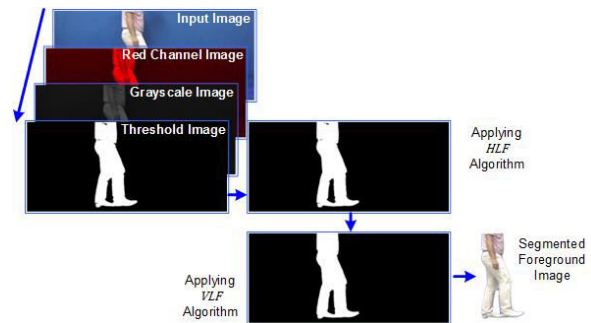 Input Image
Red Channel Image
Grayscale Image
Threshold Image
Applying
HLF
Algorithm
Applying
VLF
Algorithm
Segmented
Foreground
Image